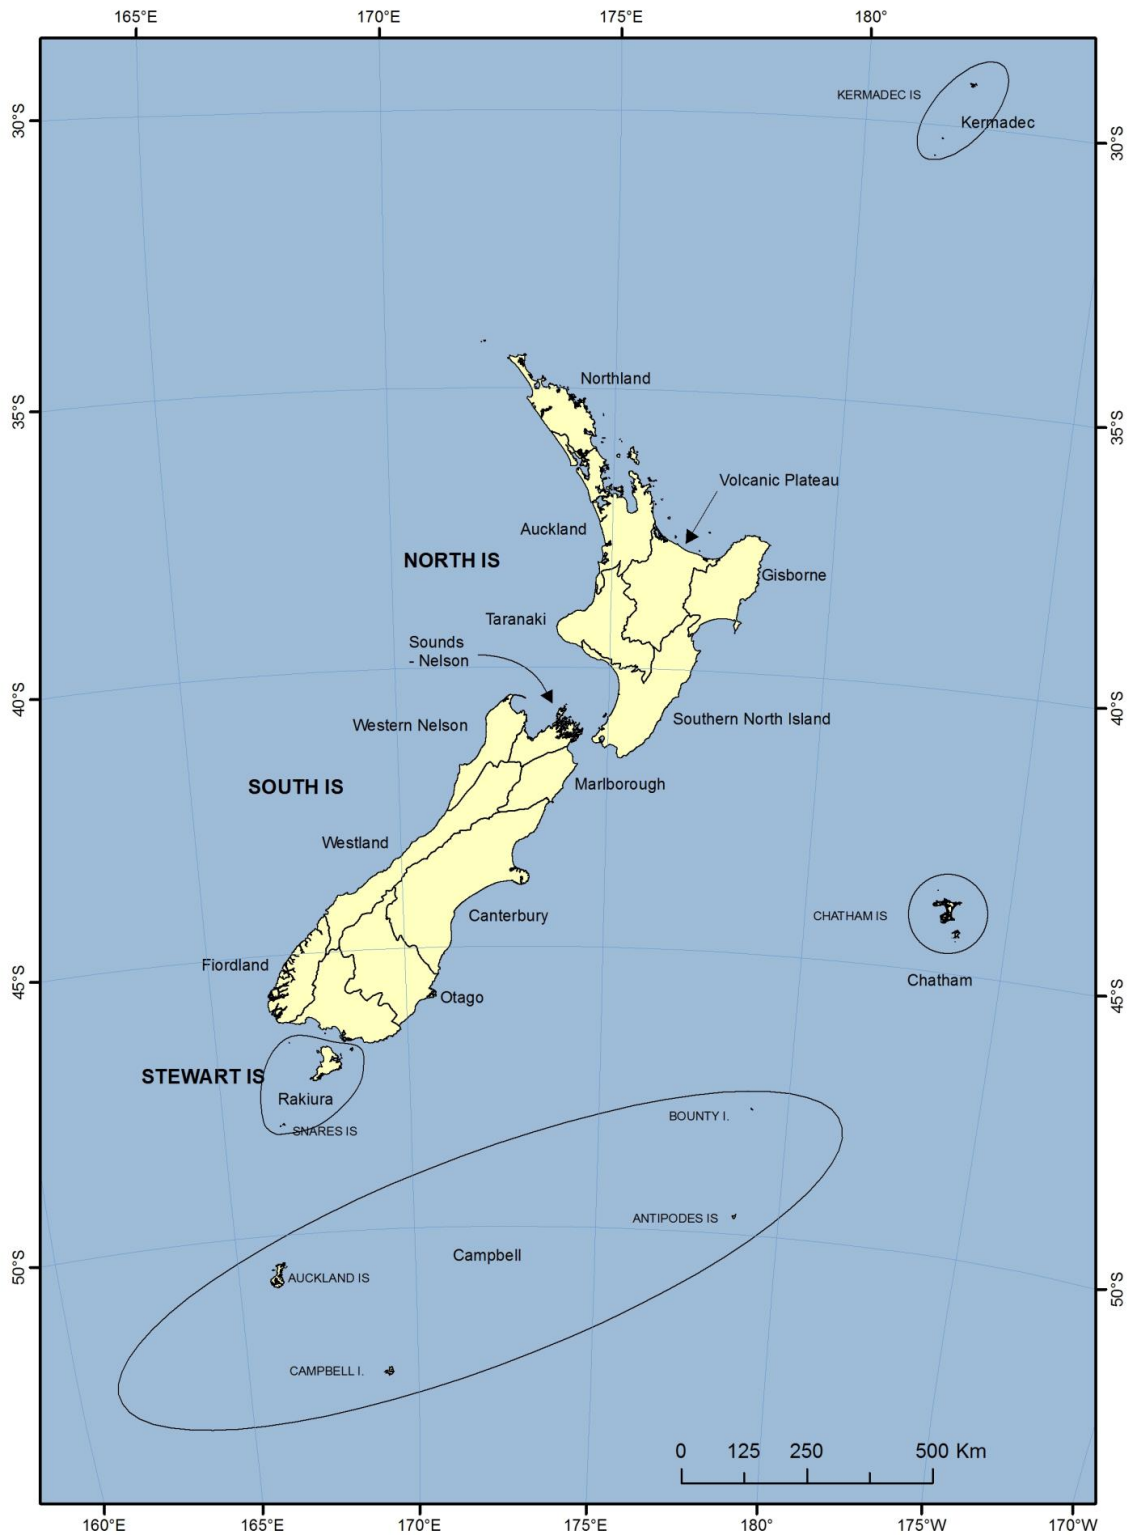 165°E
170°E
175°E
180°
KERMADEC IS
Kermadec
30°S
30°S
Northland
35°S
35°S
Volcanic Plateau
Auckland
NORTH IS
Gisborne
Taranaki
Sounds
- Nelson
40°S
40°S
Western Nelson
Southern North Island
SOUTH IS
Marlborough
Westland
CHATHAM IS
Canterbury
Fiordland
Chatham
45°S
45°S
Otago
STEWART IS
Rakiura
SNARES IS
BOUNTY I.
ANTIPODES IS
Campbell
50°S
50°S
AUCKLAND IS
CAMPBELL I.
0 125 250 500 Km
160°E
165°E
170°E
175°E
180°
175°W
170°W